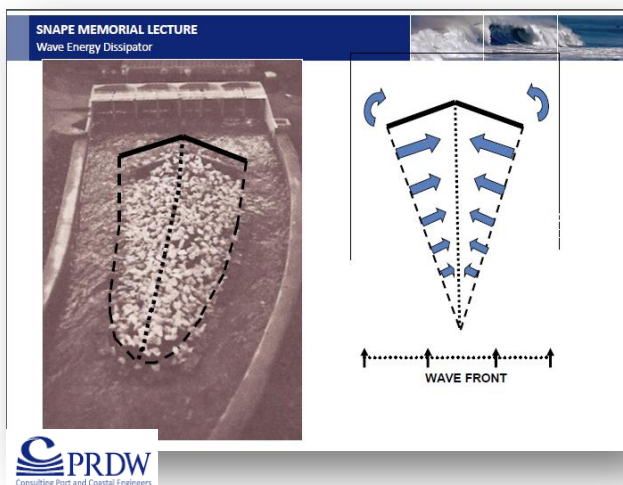 SNAPE MEMORIAL LECTURE
Wave Energy Dissipator
WAVE FRONT
PRDW
Consulting Port and Coastal Engineers